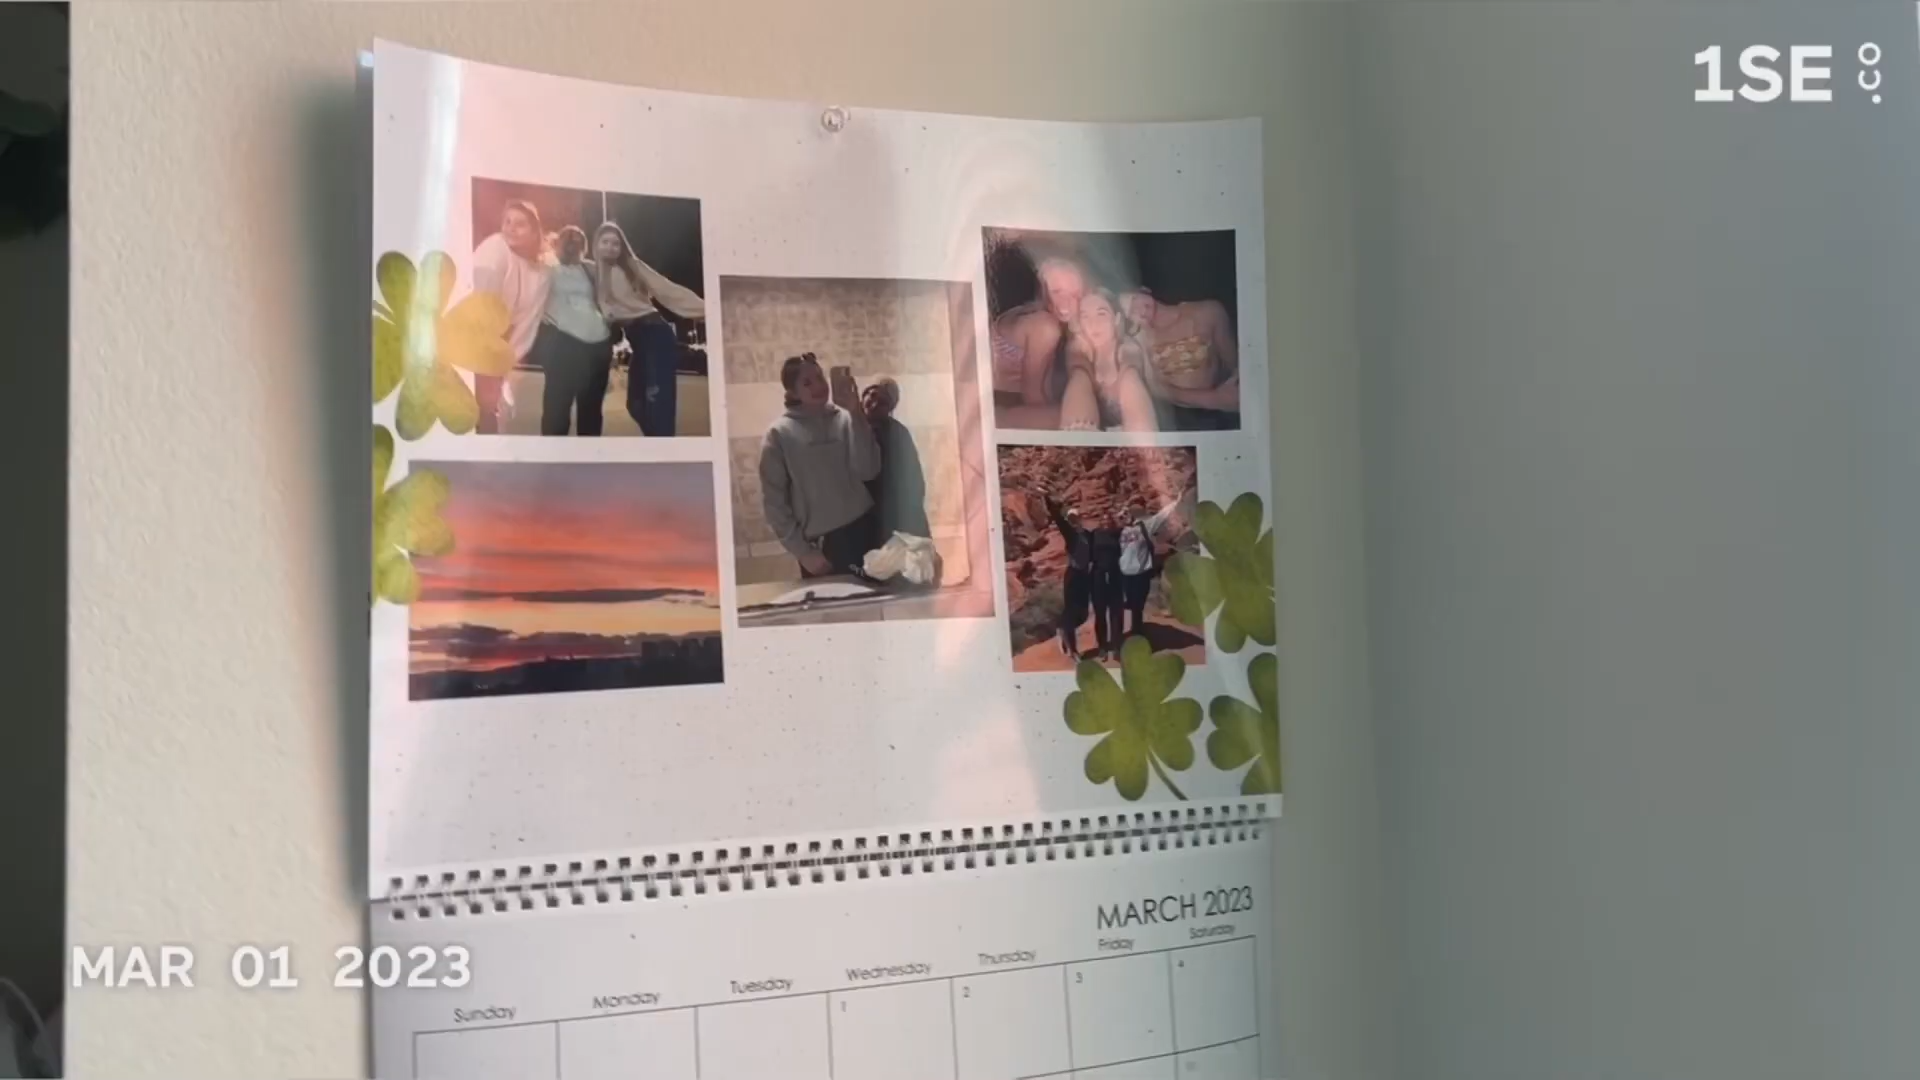 1SE .co
MARCH 2023
Sunday Monday Tuesday Wednesday Thursday Friday Saturday
1 2 3 4
MAR 01 2023